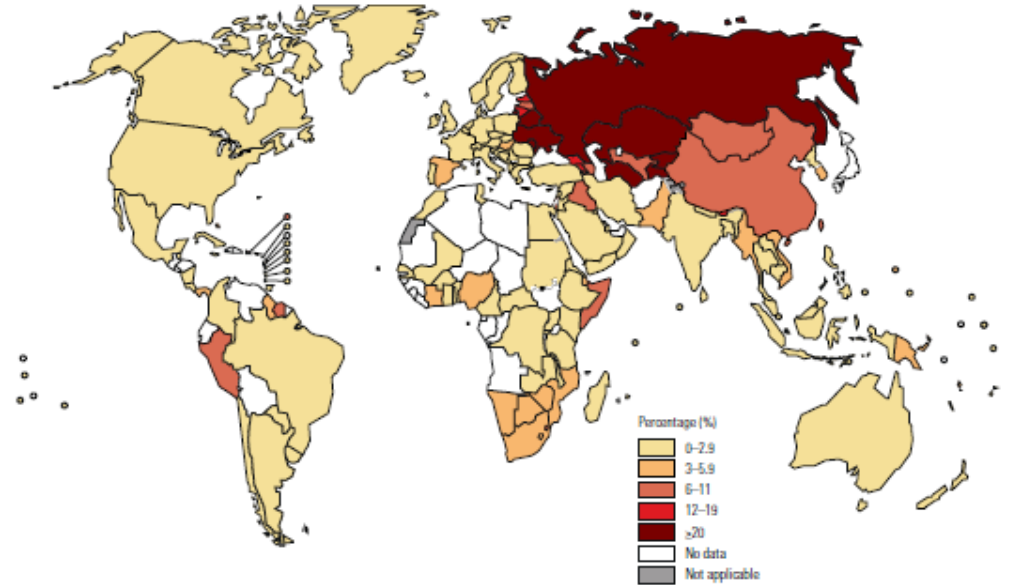 Percentage (%)
0–2.9
3–5.9
6–11
12–19
≥20
No data
Not applicable